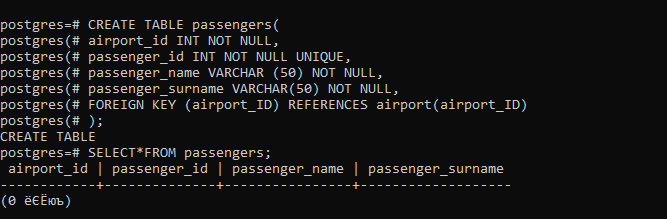 postgres=# CREATE TABLE passengers(
postgres(# airport_id INT NOT NULL,
postgres(# passenger_id INT NOT NULL UNIQUE,
postgres(# passenger_name VARCHAR (50) NOT NULL,
postgres(# passenger_surname VARCHAR(50) NOT NULL,
postgres(# FOREIGN KEY (airport_ID) REFERENCES airport(airport_ID)
postgres(# );
CREATE TABLE
postgres=# SELECT*FROM passengers;
 airport_id | passenger_id | passenger_name | passenger_surname
------------+--------------+----------------+-------------------
(0 ёЄЁюъ)